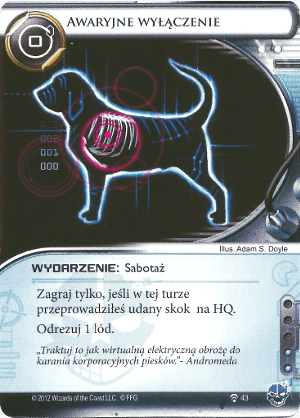 0
AWARYJNE WYŁĄCZENIE
002
001
000
Illus. Adam S. Doyle
WYDARZENIE: Sabotaż
Zagraj tylko, jeśli w tej turze
przeprowadziłeś udany skok na HQ.
Odrezuj 1 lód.
„Traktuj to jak wirtualną elektryczną obrożę do
karania korporacyjnych piesków.”- Andromeda
© 2012 Wizards of the Coast LLC. © FFG
43